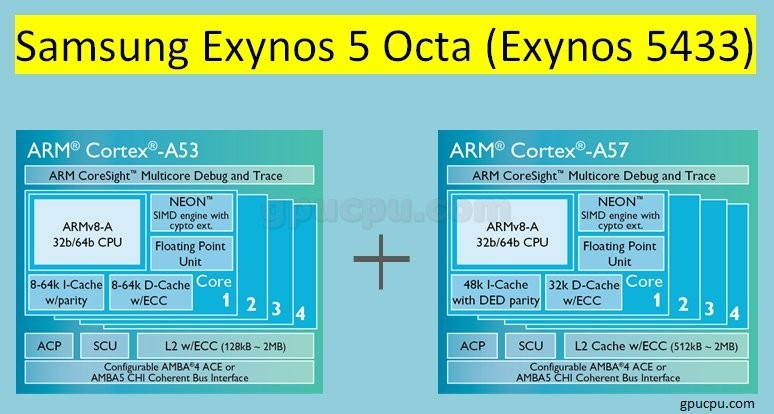 Samsung Exynos 5 Octa (Exynos 5433)
ARM® Cortex®-A53
ARM CoreSight™ Multicore Debug and Trace
ARMv8-A
32b/64b CPU
NEON™
SIMD engine with
cypto ext.
Floating Point
Unit
8-64k I-Cache
w/parity
8-64k D-Cache
w/ECC
Core
1
2
3
4
ACP
SCU
L2 w/ECC (128kB ~ 2MB)
Configurable AMBA®4 ACE or
AMBA5 CHI Coherent Bus Interface
+
ARM® Cortex®-A57
ARM CoreSight™ Multicore Debug and Trace
ARMv8-A
32b/64b CPU
NEON™
SIMD engine with
cypto ext.
Floating Point
Unit
48k I-Cache
with DED parity
32k D-Cache
w/ECC
Core
1
2
3
4
ACP
SCU
L2 Cache w/ECC (512kB ~ 2MB)
Configurable AMBA®4 ACE or
AMBA5 CHI Coherent Bus Interface
gpucpu.com
gpucpu.com